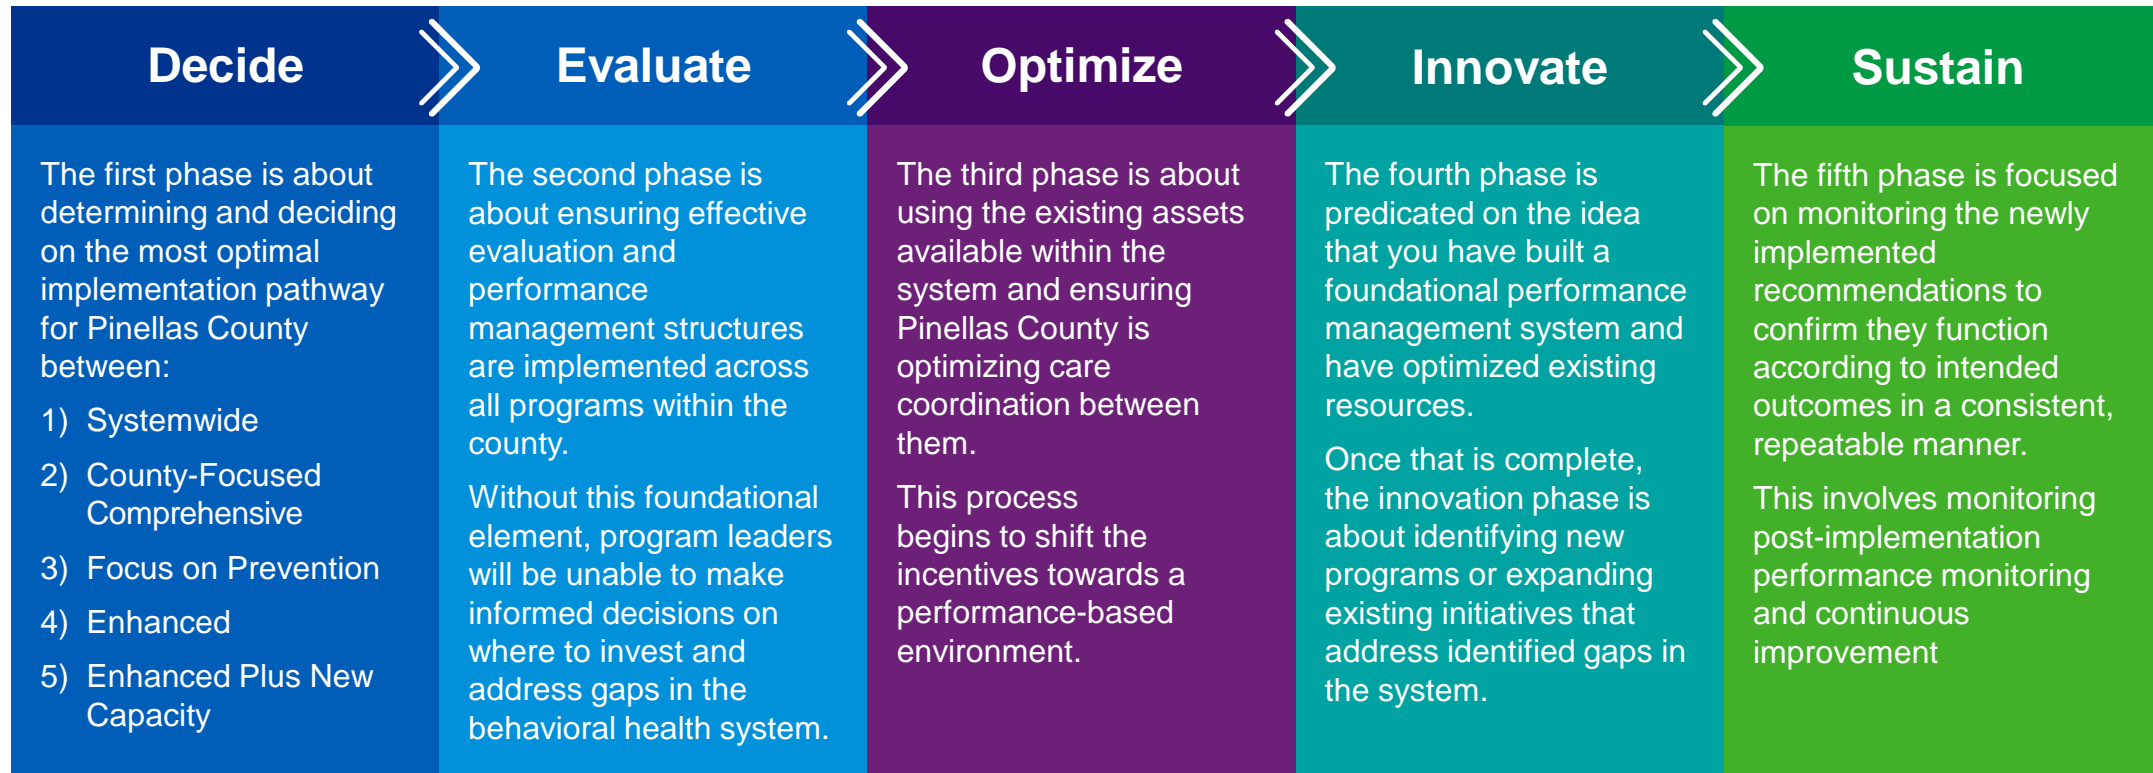 Decide
The first phase is about
determining and deciding
on the most optimal
implementation pathway
for Pinellas County
between:
1) Systemwide
2) County-Focused
Comprehensive
3) Focus on Prevention
4) Enhanced
5) Enhanced Plus New
Capacity
Evaluate
The second phase is
about ensuring effective
evaluation and
performance
management structures
are implemented across
all programs within the
county.
Without this foundational
element, program leaders
will be unable to make
informed decisions on
where to invest and
address gaps in the
behavioral health system.
Optimize
The third phase is about
using the existing assets
available within the
system and ensuring
Pinellas County is
optimizing care
coordination between
them.
This process
begins to shift the
incentives towards a
performance-based
environment.
Innovate
The fourth phase is
predicated on the idea
that you have built a
foundational performance
management system and
have optimized existing
resources.
Once that is complete,
the innovation phase is
about identifying new
programs or expanding
existing initiatives that
address identified gaps in
the system.
Sustain
The fifth phase is focused
on monitoring the newly
implemented
recommendations to
confirm they function
according to intended
outcomes in a consistent,
repeatable manner.
This involves monitoring
post-implementation
performance monitoring
and continuous
improvement